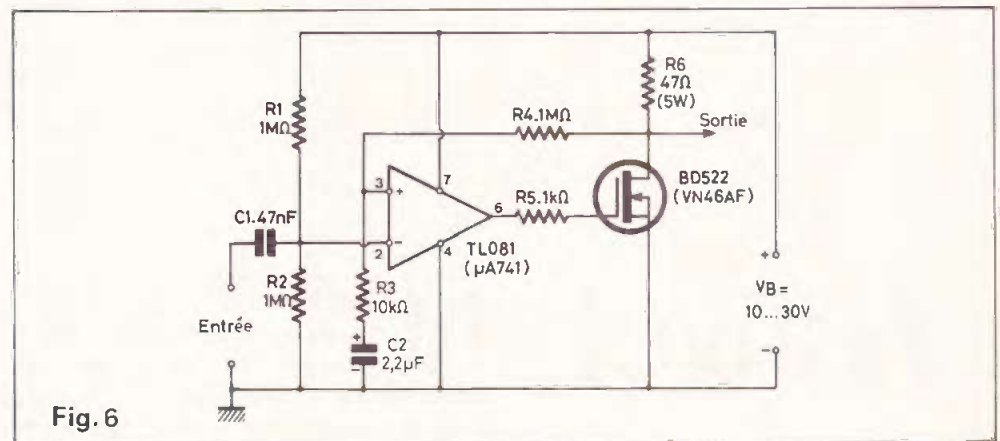 R1
1MΩ
C1.47nF
R2
1MΩ
Entrée
3
+
-
2
7
4
6
TL081
(µA741)
R3
10kΩ
+
C2
2,2µF
-
R4.1MΩ
R5.1kΩ
R6
47Ω
(5W)
Sortie
BD522
(VN46AF)
+
VB=
10...30V
-
Fig.6